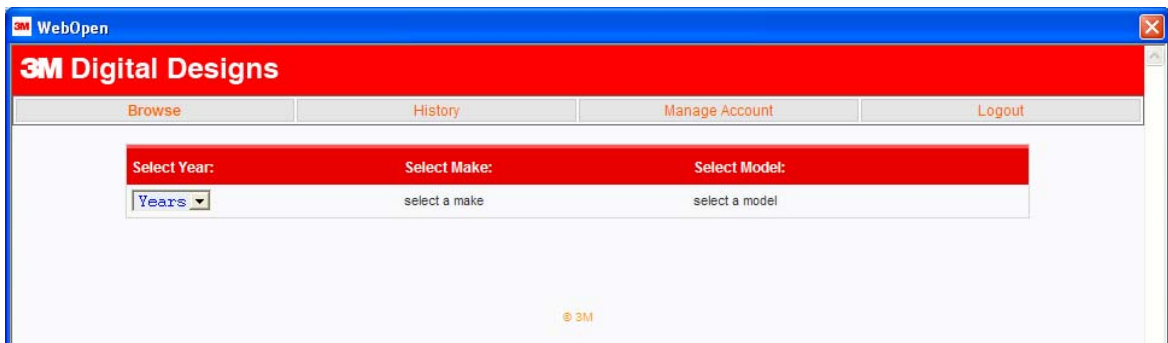 3M WebOpen
3M Digital Designs
Browse History Manage Account Logout
Select Year: Select Make: Select Model:
Years select a make select a model
© 3M